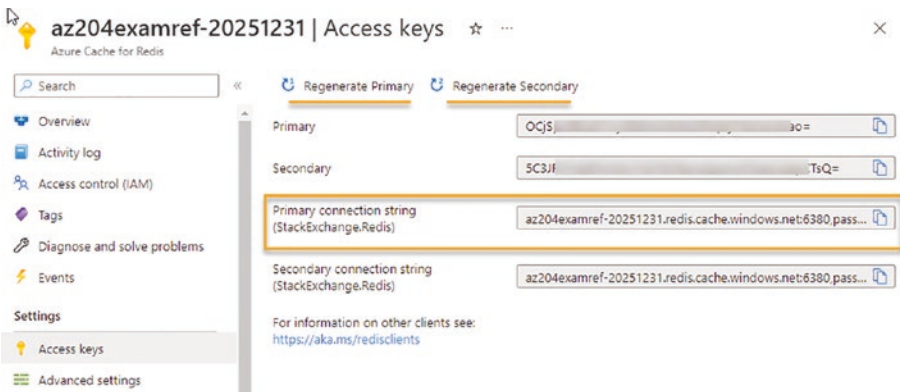 az204examref-20251231 | Access keys
Azure Cache for Redis
Search
Regenerate Primary
Regenerate Secondary
Overview
Activity log
Access control (IAM)
Tags
Diagnose and solve problems
Events
Settings
Access keys
Advanced settings
Primary
OCjS
ao=
Secondary
5C3JF
TsQ=
Primary connection string
(StackExchange.Redis)
az204examref-20251231.redis.cache.windows.net:6380,pass...
Secondary connection string
(StackExchange.Redis)
az204examref-20251231.redis.cache.windows.net:6380,pass...
For information on other clients see:
https://aka.ms/redisclients